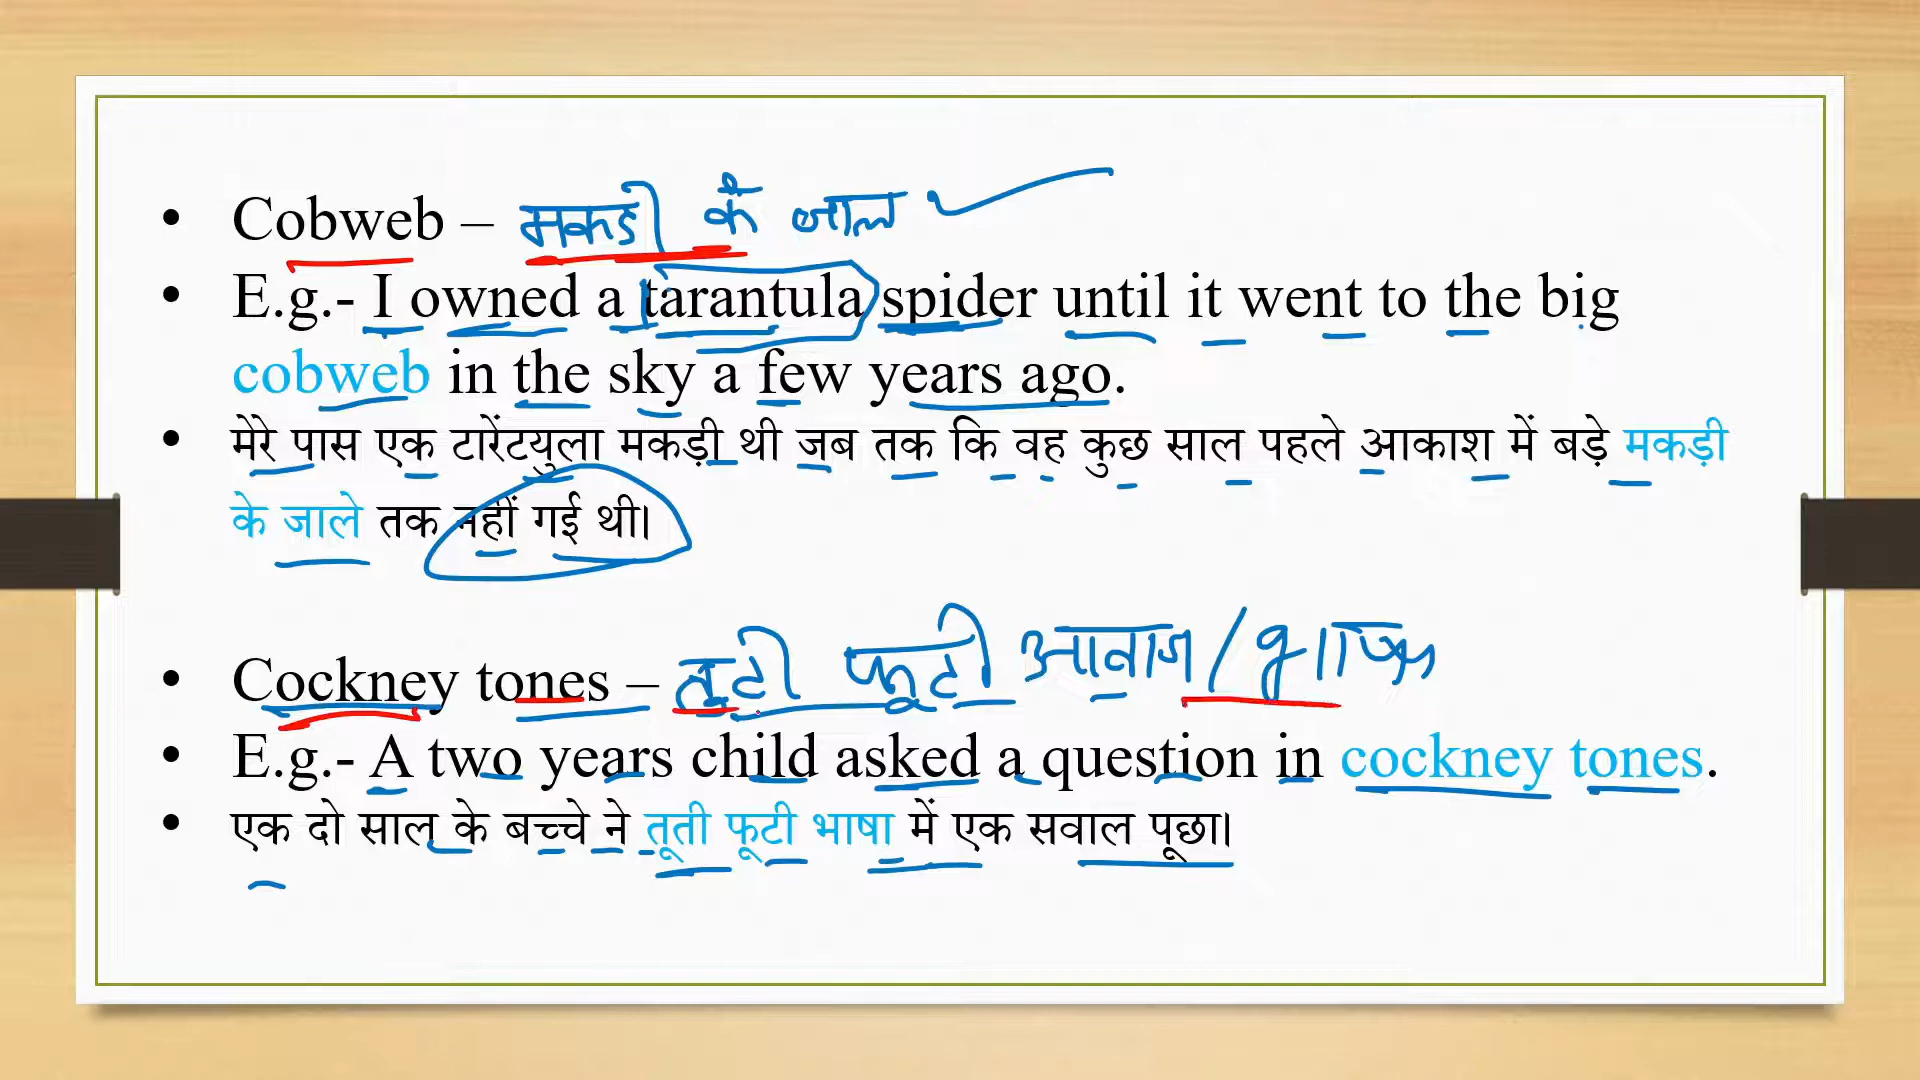 • Cobweb – मकडी के जाल
• E.g.- I owned a tarantula spider until it went to the big
cobweb in the sky a few years ago.
• मेरे पास एक टारेंटयुला मकड़ी थी जब तक कि वह कुछ साल पहले आकाश में बड़े मकड़ी
के जाले तक नहीं गई थी।
• Cockney tones – तुटी फूटी आवाज /
• E.g.- A two years child asked a question in cockney tones.
• एक दो साल के बच्चे ने तूती फूटी भाषा में एक सवाल पूछा।